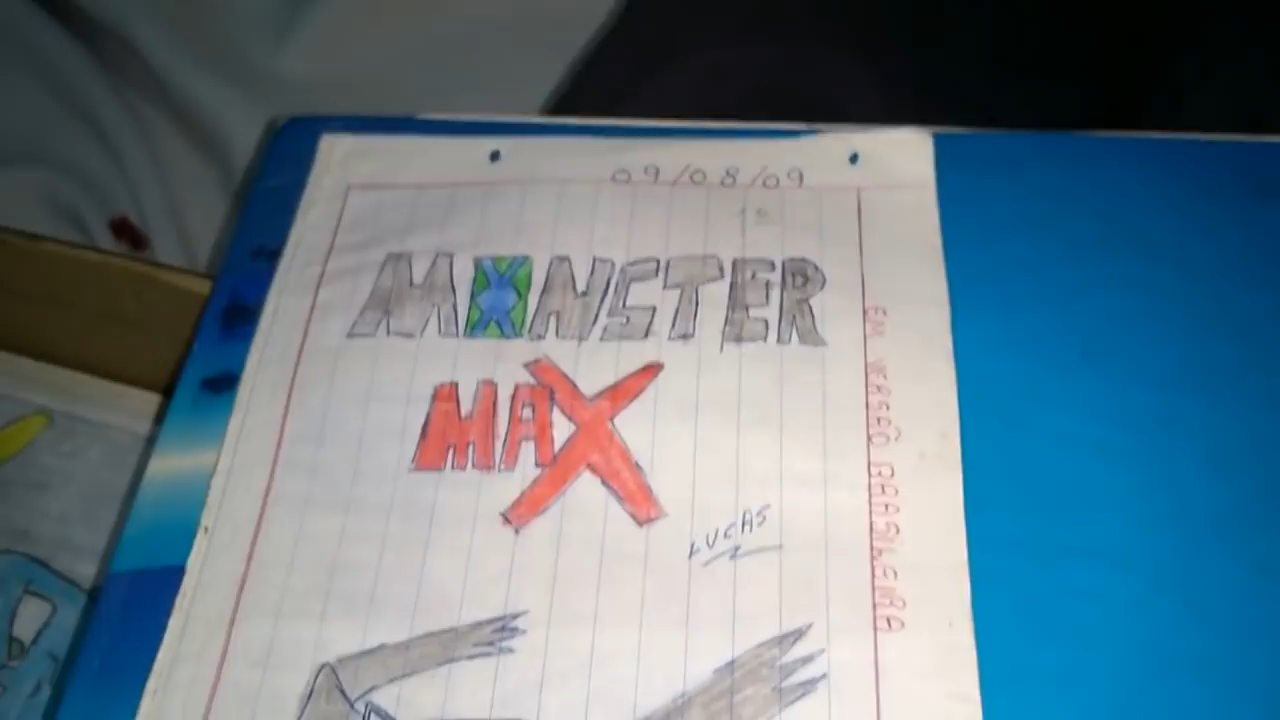 09/08/09
MONSTER
MAX
LUCAS
EM VERSÃO BRASILEIRA